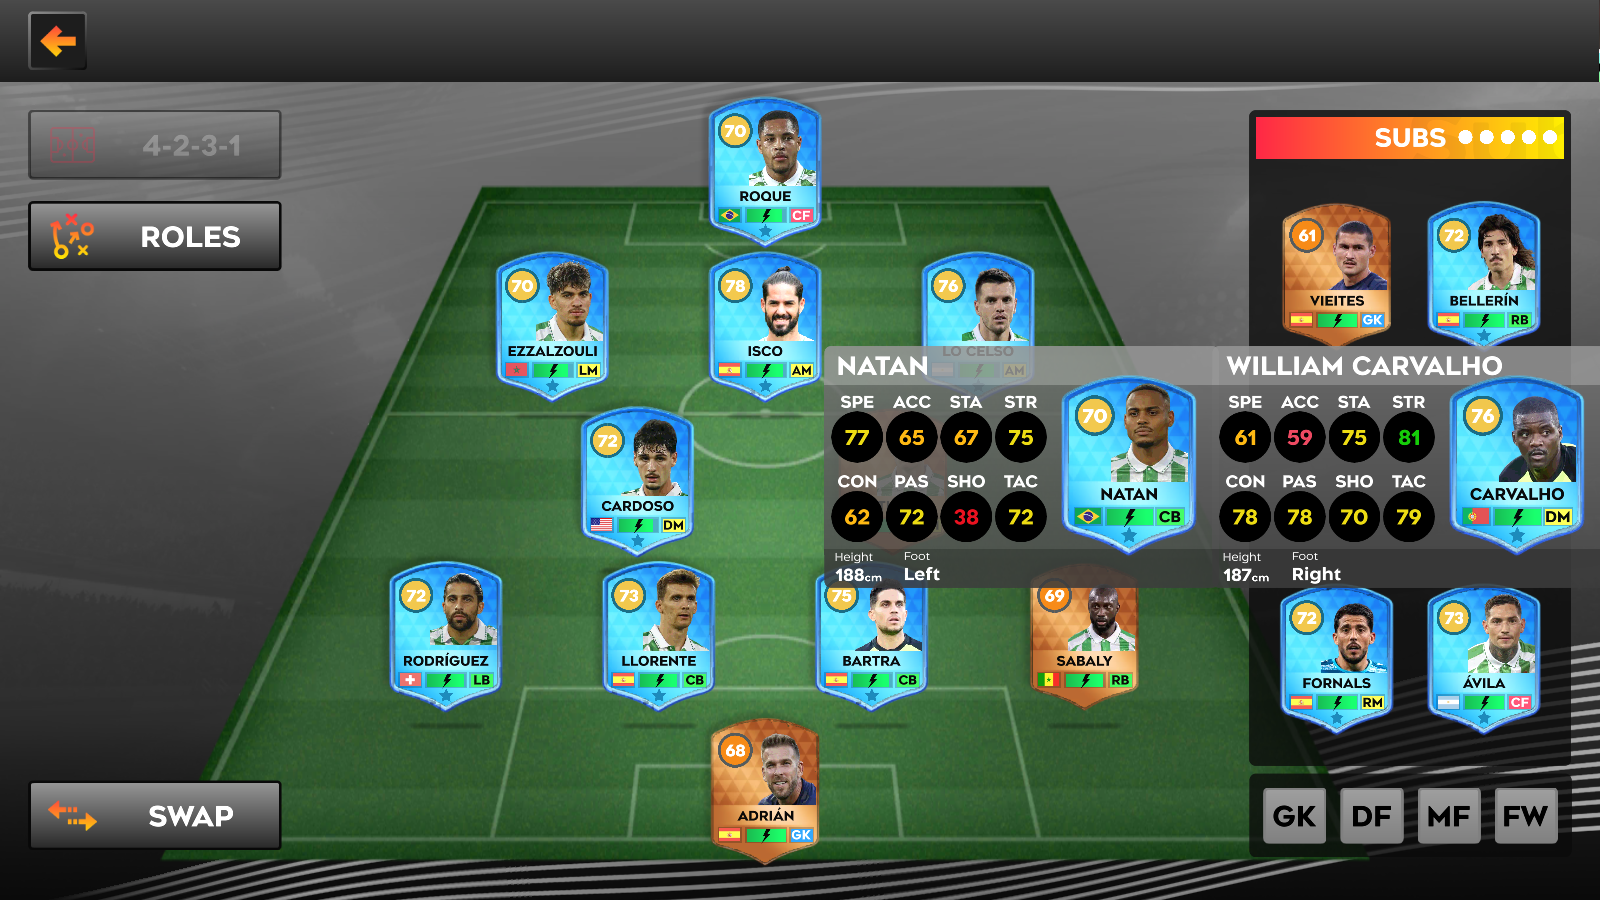 4-2-3-1
ROLES
70
ROQUE
CF
70
EZZALZOULI
LM
78
ISCO
AM
76
LO CELSO
AM
72
CARDOSO
DM
72
RODRÍGUEZ
LB
73
LLORENTE
CB
75
BARTRA
CB
69
SABALY
RB
68
ADRIÁN
GK
SUBS
61
VIEITES
GK
72
BELLERÍN
RB
NATAN
SPE ACC STA STR
77 65 67 75
CON PAS SHO TAC
62 72 38 72
Height Foot
188cm Left
70
NATAN
CB
WILLIAM CARVALHO
SPE ACC STA STR
61 59 75 81
CON PAS SHO TAC
78 78 70 79
Height Foot
187cm Right
76
CARVALHO
DM
72
FORNALS
RM
73
ÁVILA
CF
SWAP
GK DF MF FW